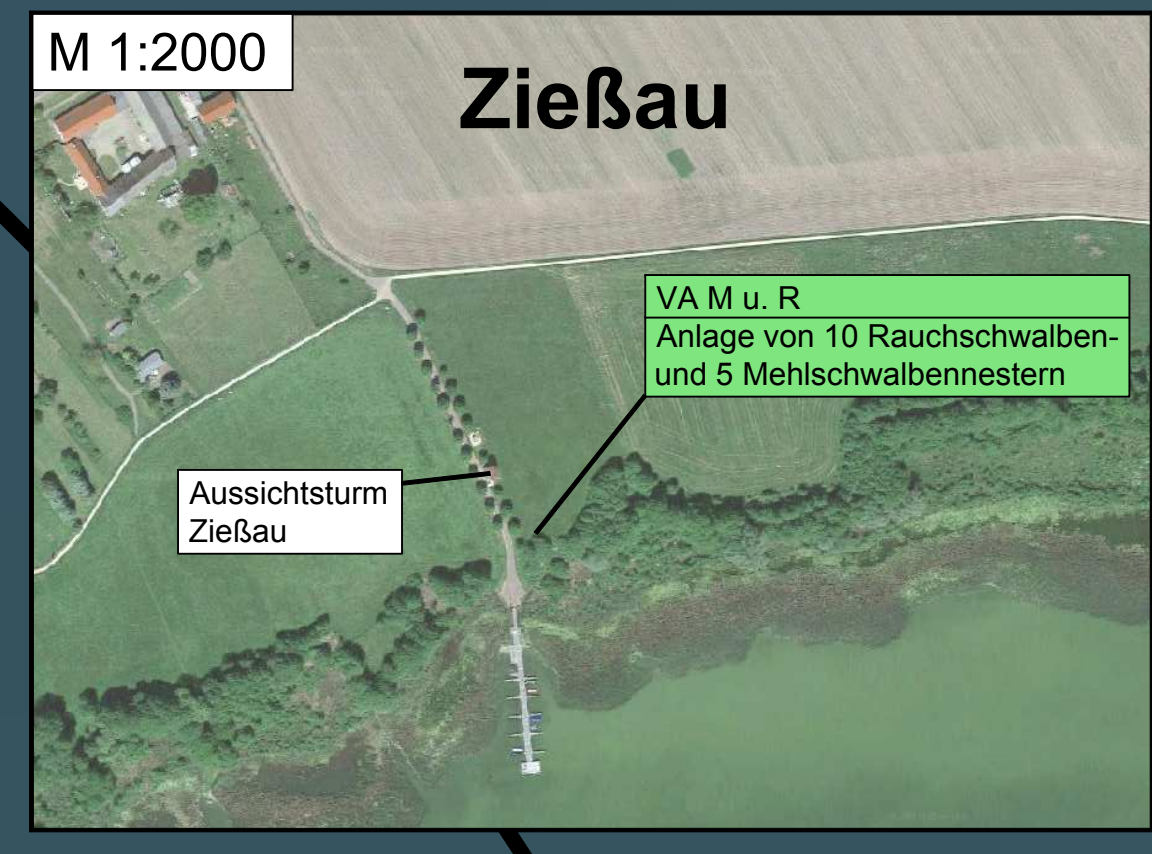 M 1:2000
Zießau
VA M u. R
Anlage von 10 Rauchschwalben-
und 5 Mehlschwalbennestern
Aussichtsturm
Zießau